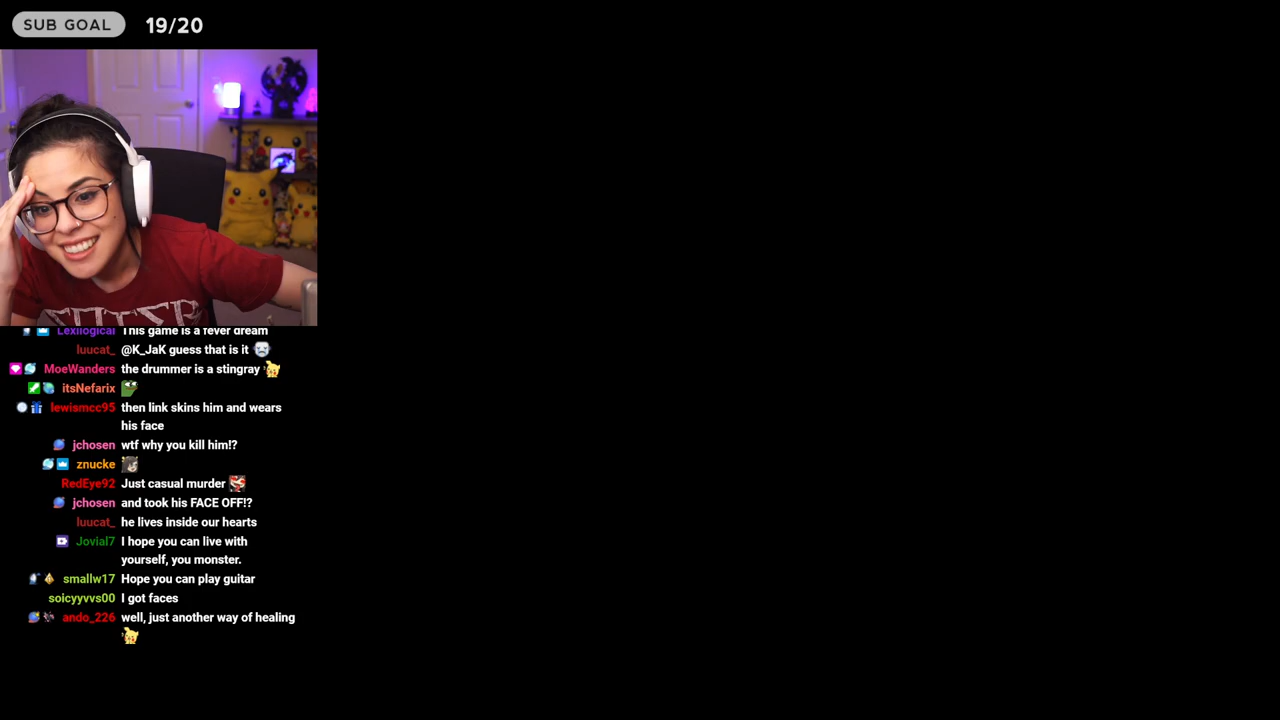 SUB GOAL 19/20
Lexilogical This game is a fever dream
luucat_ @K_JaK guess that is it
MoeWanders the drummer is a stingray
itsNefarix
lewismcc95 then link skins him and wears
his face
jchosen wtf why you kill him!?
znucke
RedEye92 Just casual murder
jchosen and took his FACE OFF!?
luucat_ he lives inside our hearts
Jovial7 I hope you can live with
yourself, you monster.
smallw17 Hope you can play guitar
soicyyvvs00 I got faces
ando_226 well, just another way of healing